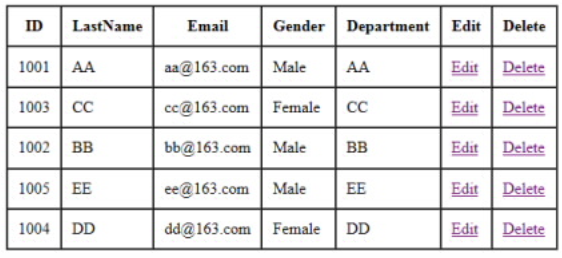 ID LastName Email Gender Department Edit Delete
1001 AA aa@163.com Male AA Edit Delete
1003 CC cc@163.com Female CC Edit Delete
1002 BB bb@163.com Male BB Edit Delete
1005 EE ee@163.com Male EE Edit Delete
1004 DD dd@163.com Female DD Edit Delete